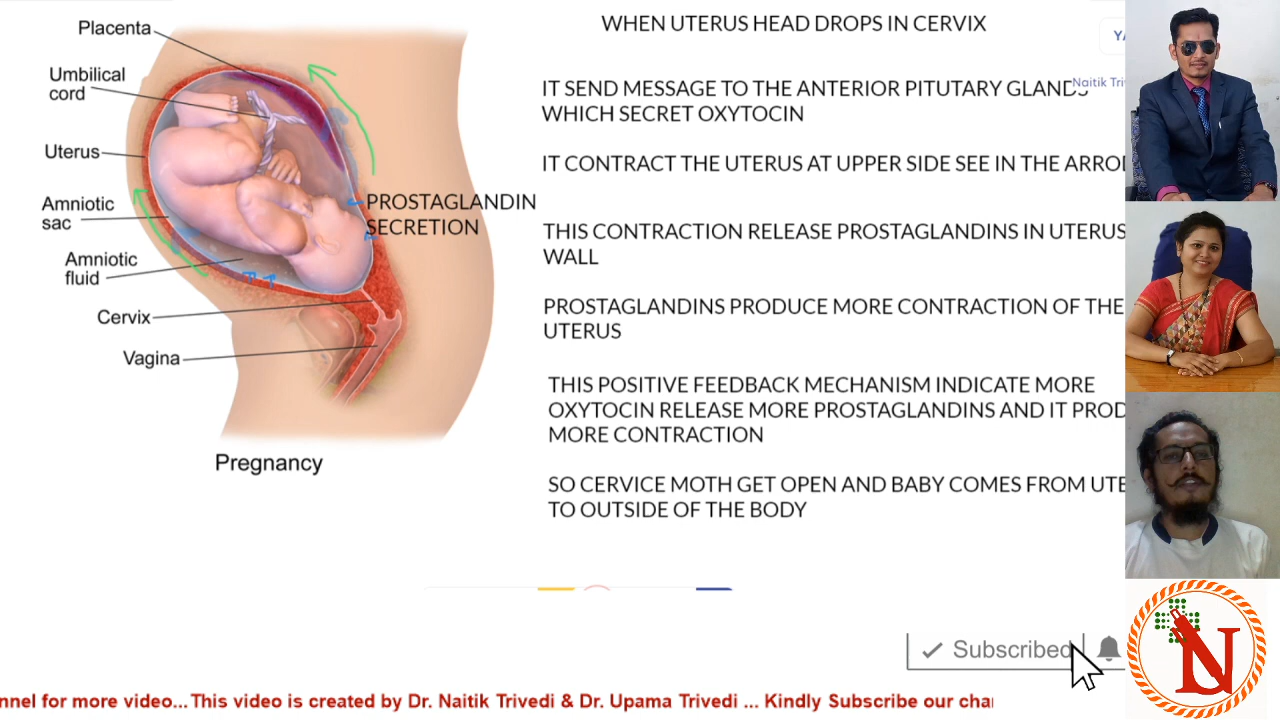 Placenta
Umbilical
cord
Uterus
Amniotic
sac
Amniotic
fluid
Cervix
Vagina
Pregnancy
PROSTAGLANDIN
SECRETION
WHEN UTERUS HEAD DROPS IN CERVIX
IT SEND MESSAGE TO THE ANTERIOR PITUTARY GLANDS
WHICH SECRET OXYTOCIN
IT CONTRACT THE UTERUS AT UPPER SIDE SEE IN THE ARRO
THIS CONTRACTION RELEASE PROSTAGLANDINS IN UTERUS
WALL
PROSTAGLANDINS PRODUCE MORE CONTRACTION OF THE
UTERUS
THIS POSITIVE FEEDBACK MECHANISM INDICATE MORE
OXYTOCIN RELEASE MORE PROSTAGLANDINS AND IT PROD
MORE CONTRACTION
SO CERVICE MOTH GET OPEN AND BABY COMES FROM UTE
TO OUTSIDE OF THE BODY
YA
Naitik Tri
Subscribed
N
nnel for more video... This video is created by Dr. Naitik Trivedi & Dr. Upama Trivedi ... Kindly Subscribe our cha